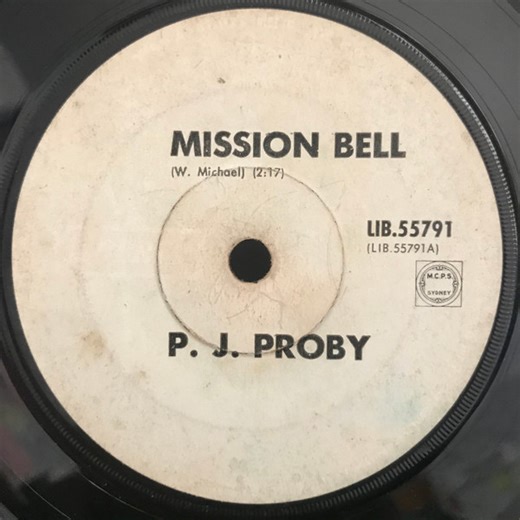 MISSION BELL
(W. Michael) (2:17)
LIB.55791
(LIB.55791A)
M.C.P.S.
SYDNEY
P. J. PROBY